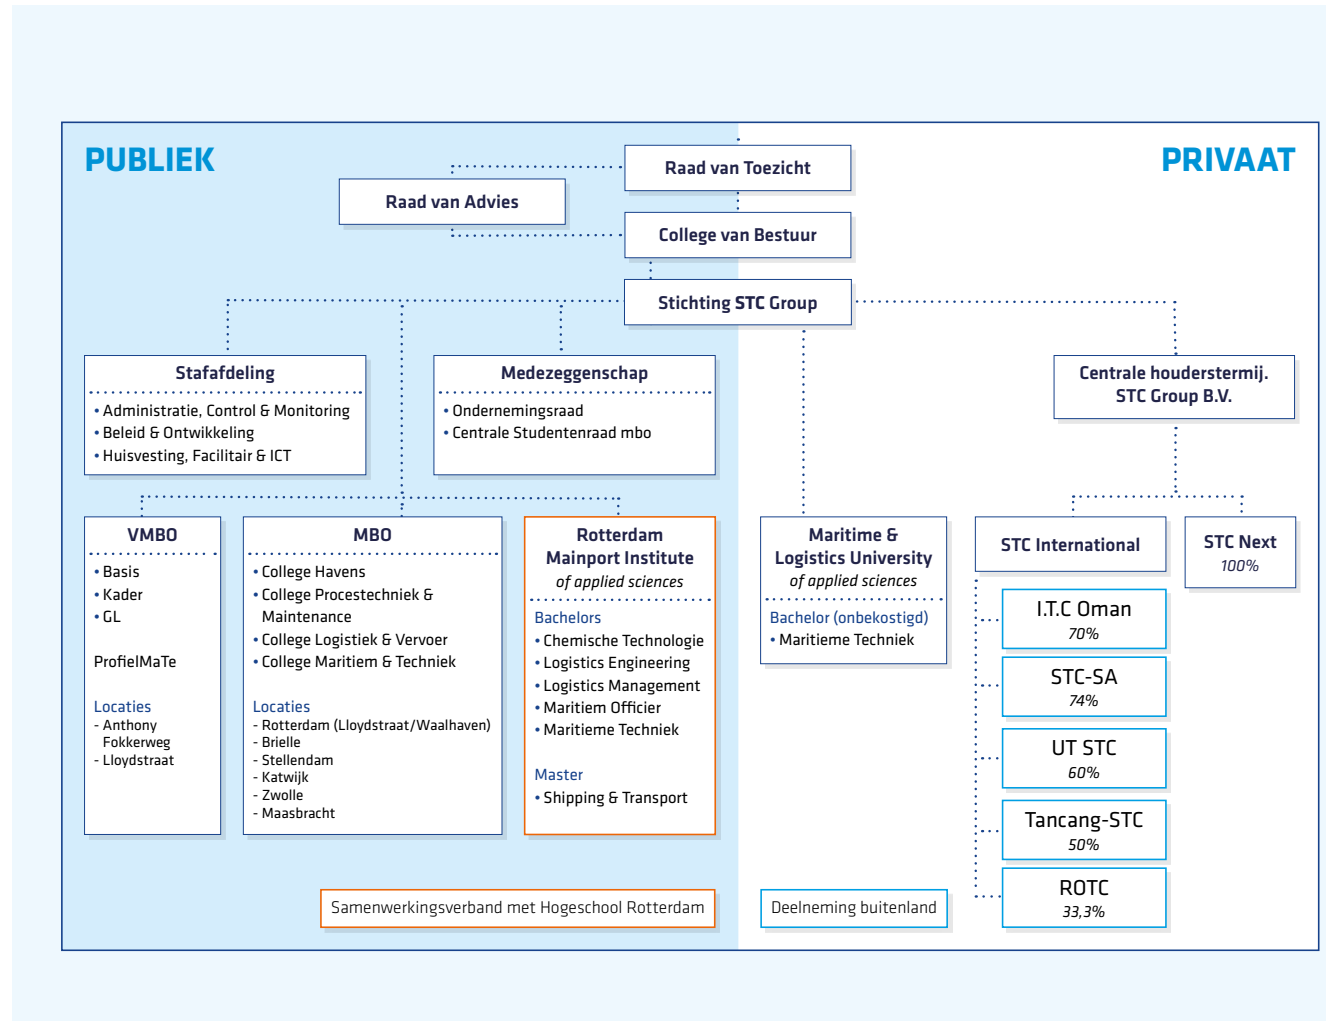 PUBLIEK
PRIVAAT
Raad van Toezicht
Raad van Advies
College van Bestuur
Stichting STC Group
Stafafdeling
• Administratie, Control & Monitoring
• Beleid & Ontwikkeling
• Huisvesting, Facilitair & ICT
Medezeggenschap
• Ondernemingsraad
• Centrale Studentenraad mbo
Centrale houderstermij.
STC Group B.V.
VMBO
• Basis
• Kader
• GL
ProfielMaTe
Locaties
- Anthony
Fokkerweg
- Lloydstraat
MBO
• College Havens
• College Procestechniek &
Maintenance
• College Logistiek & Vervoer
• College Maritiem & Techniek
Locaties
- Rotterdam (Lloydstraat/Waalhaven)
- Brielle
- Stellendam
- Katwijk
- Zwolle
- Maasbracht
Rotterdam
Mainport Institute
of applied sciences
Bachelors
• Chemische Technologie
• Logistics Engineering
• Logistics Management
• Maritiem Officier
• Maritieme Techniek
Master
• Shipping & Transport
Maritime &
Logistics University
of applied sciences
Bachelor (onbekostigd)
• Maritieme Techniek
STC International
STC Next
100%
I.T.C Oman
70%
STC-SA
74%
UT STC
60%
Tancang-STC
50%
ROTC
33,3%
Samenwerkingsverband met Hogeschool Rotterdam
Deelneming buitenland